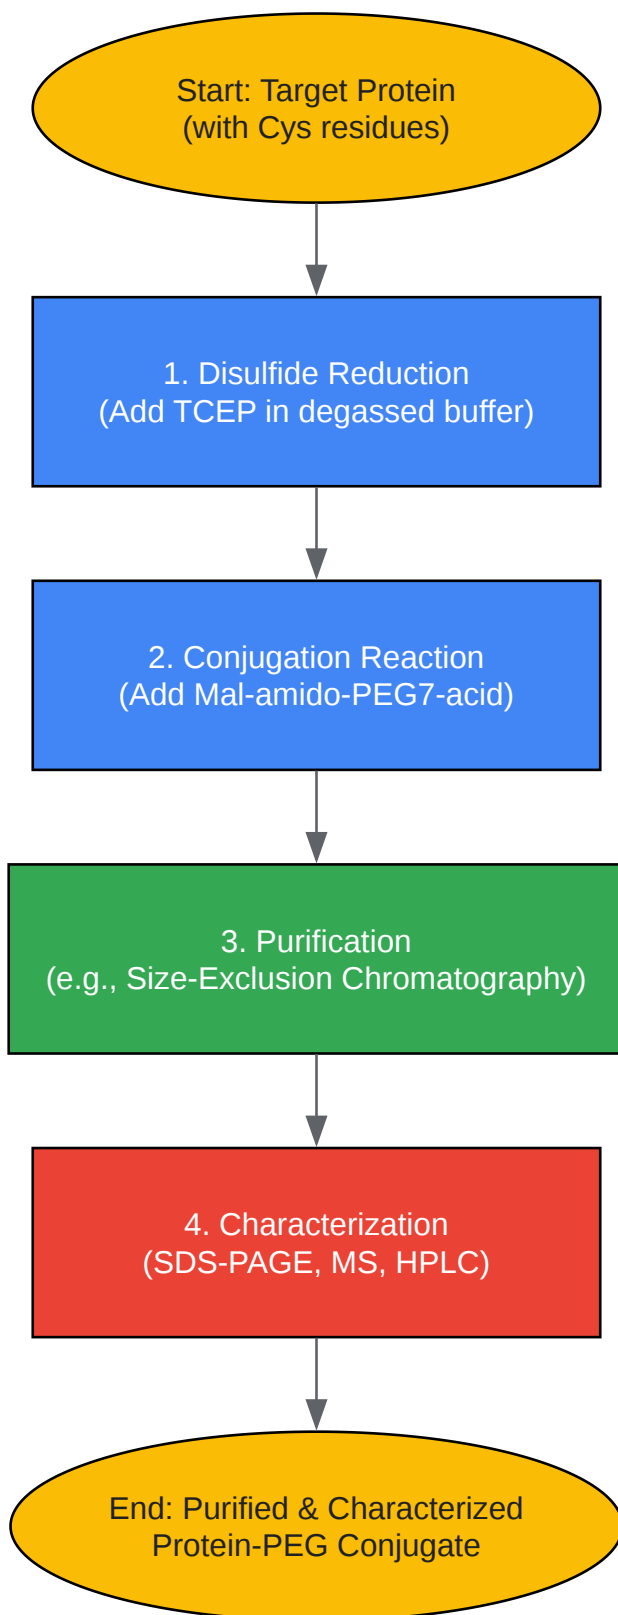 Start: Target Protein
(with Cys residues)
1. Disulfide Reduction
(Add TCEP in degassed buffer)
2. Conjugation Reaction
(Add Mal-amido-PEG7-acid)
3. Purification
(e.g., Size-Exclusion Chromatography)
4. Characterization
(SDS-PAGE, MS, HPLC)
End: Purified & Characterized
Protein-PEG Conjugate